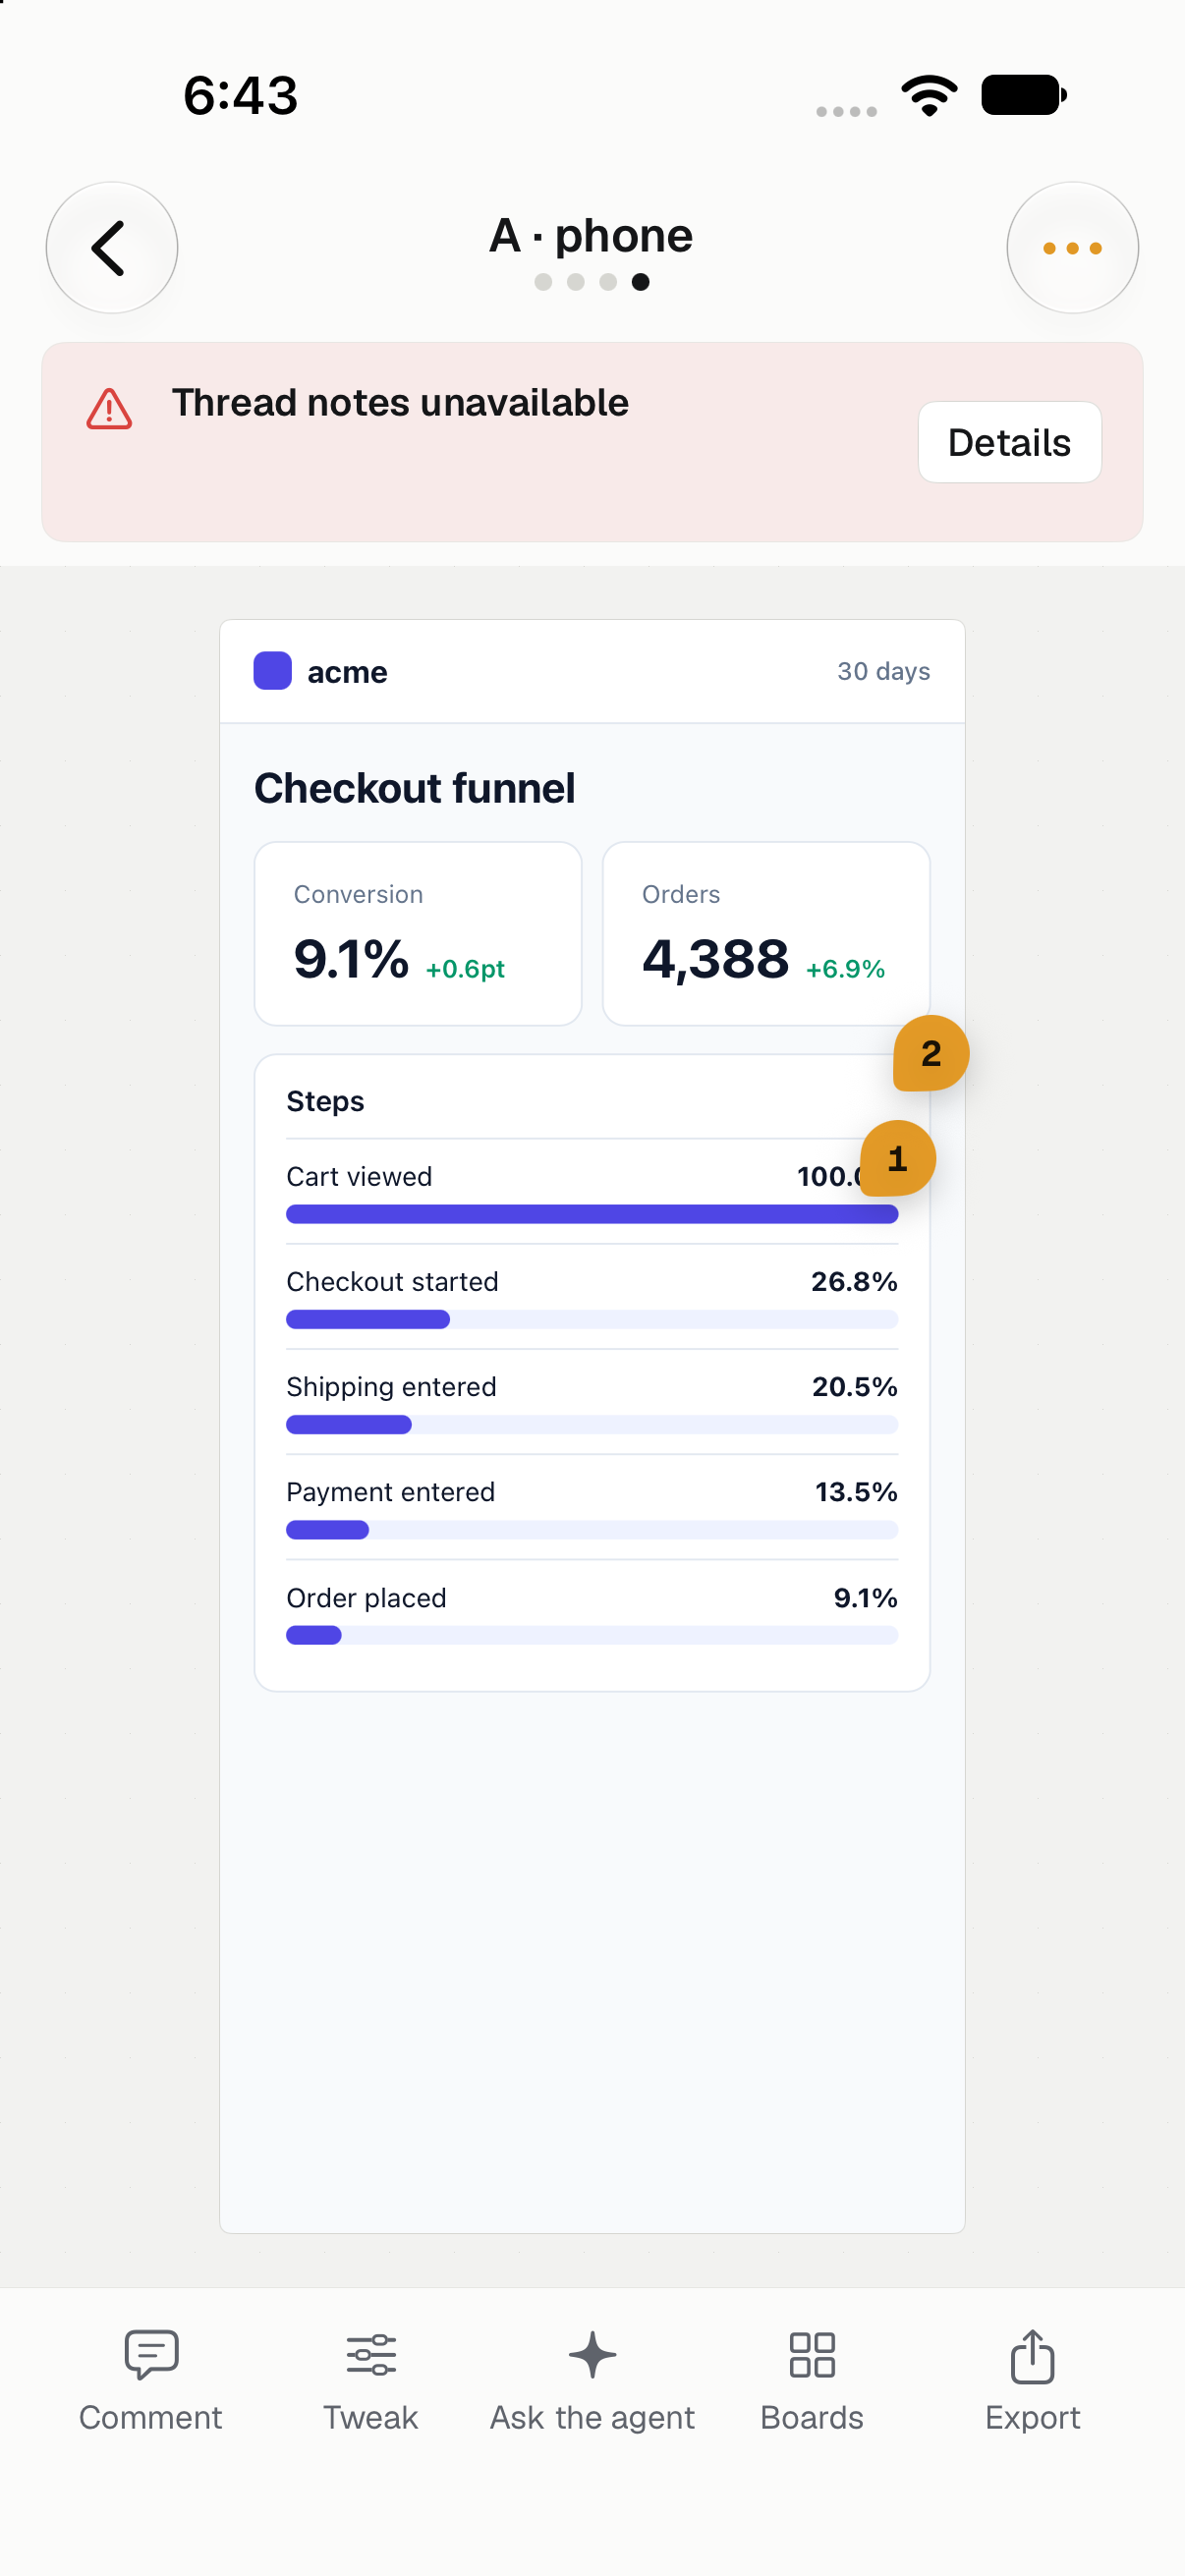 6:43
A · phone
Thread notes unavailable
Details
acme
30 days
Checkout funnel
Conversion
Orders
9.1% +0.6pt
4,388 +6.9%
2
Steps
1
Cart viewed
Checkout started 26.8%
Shipping entered 20.5%
Payment entered 13.5%
Order placed 9.1%
Comment
Tweak
Ask the agent
Boards
Export